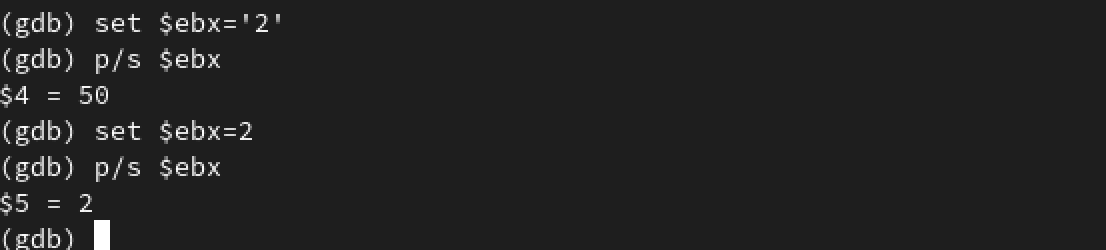 (gdb) set $ebx='2'
(gdb) p/s $ebx
$4 = 50
(gdb) set $ebx=2
(gdb) p/s $ebx
$5 = 2
(gdb)